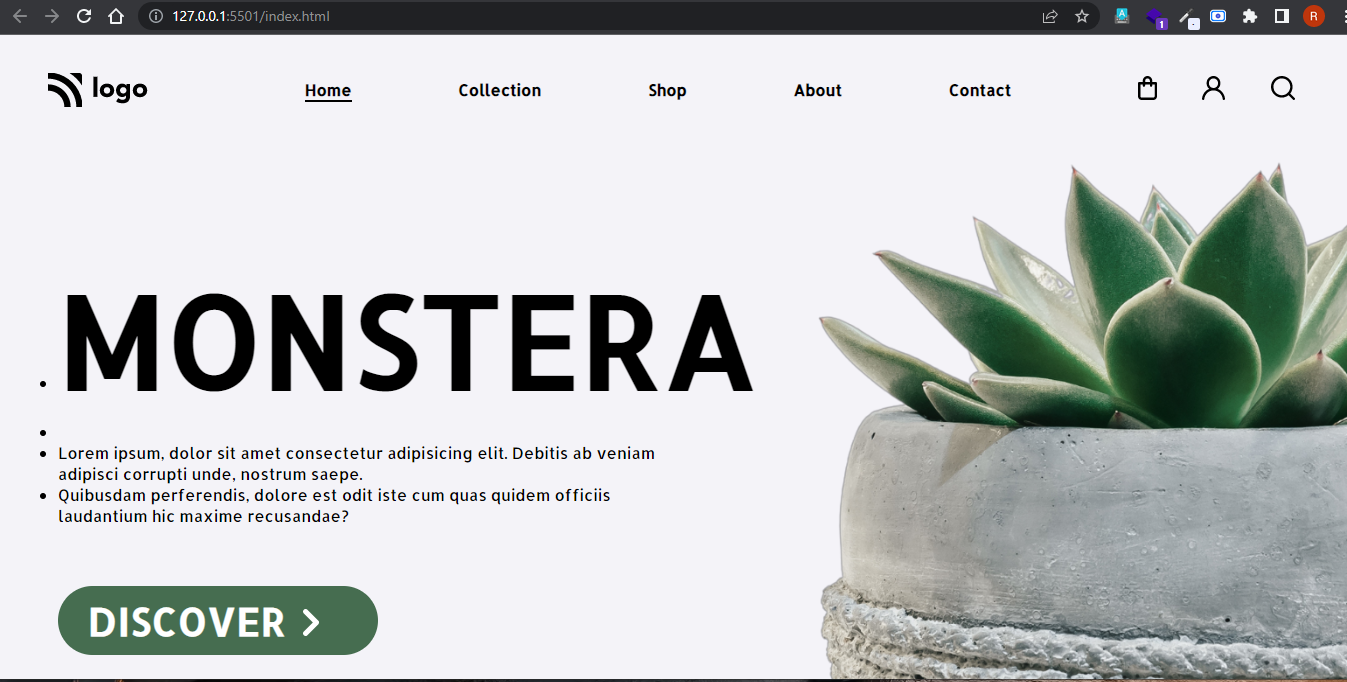 127.0.0.1:5501/index.html
A
1
R
logo
Home Collection Shop About Contact
MONSTERA
Lorem ipsum, dolor sit amet consectetur adipisicing elit. Debitis ab veniam
adipisci corrupti unde, nostrum saepe.
Quibusdam perferendis, dolore est odit iste cum quas quidem officiis
laudantium hic maxime recusandae?
DISCOVER